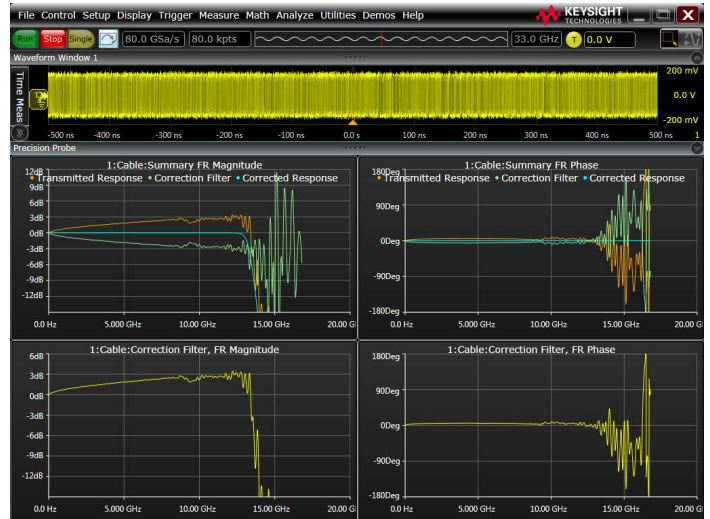 File Control Setup Display Trigger Measure Math Analyze Utilities Demos Help
KEYSIGHT
TECHNOLOGIES
Run Stop Single 80.0 GSa/s 80.0 kpts 33.0 GHz T 0.0 V
Waveform Window 1
Time Meas
200 mV
0.0 V
-200 mV
-500 ns -400 ns -300 ns -200 ns -100 ns 0.0 s 100 ns 200 ns 300 ns 400 ns 500 ns 1
Precision Probe
1:Cable:Summary FR Magnitude
Transmitted Response • Correction Filter • Corrected Response
12dB
9dB
6dB
3dB
0dB
-3dB
-6dB
-9dB
-12dB
0.0 Hz 5.000 GHz 10.00 GHz 15.00 GHz 20.00 G
1:Cable:Summary FR Phase
Transmitted Response • Correction Filter • Corrected Response
180Deg
90Deg
0Deg
-90Deg
-180Deg
0.0 Hz 5.000 GHz 10.00 GHz 15.00 GHz 20.00 G
1:Cable:Correction Filter, FR Magnitude
6dB
3dB
0dB
-3dB
-6dB
-9dB
-12dB
0.0 Hz 5.000 GHz 10.00 GHz 15.00 GHz 20.00 G
1:Cable:Correction Filter, FR Phase
180Deg
90Deg
0Deg
-90Deg
-180Deg
0.0 Hz 5.000 GHz 10.00 GHz 15.00 GHz 20.00 G